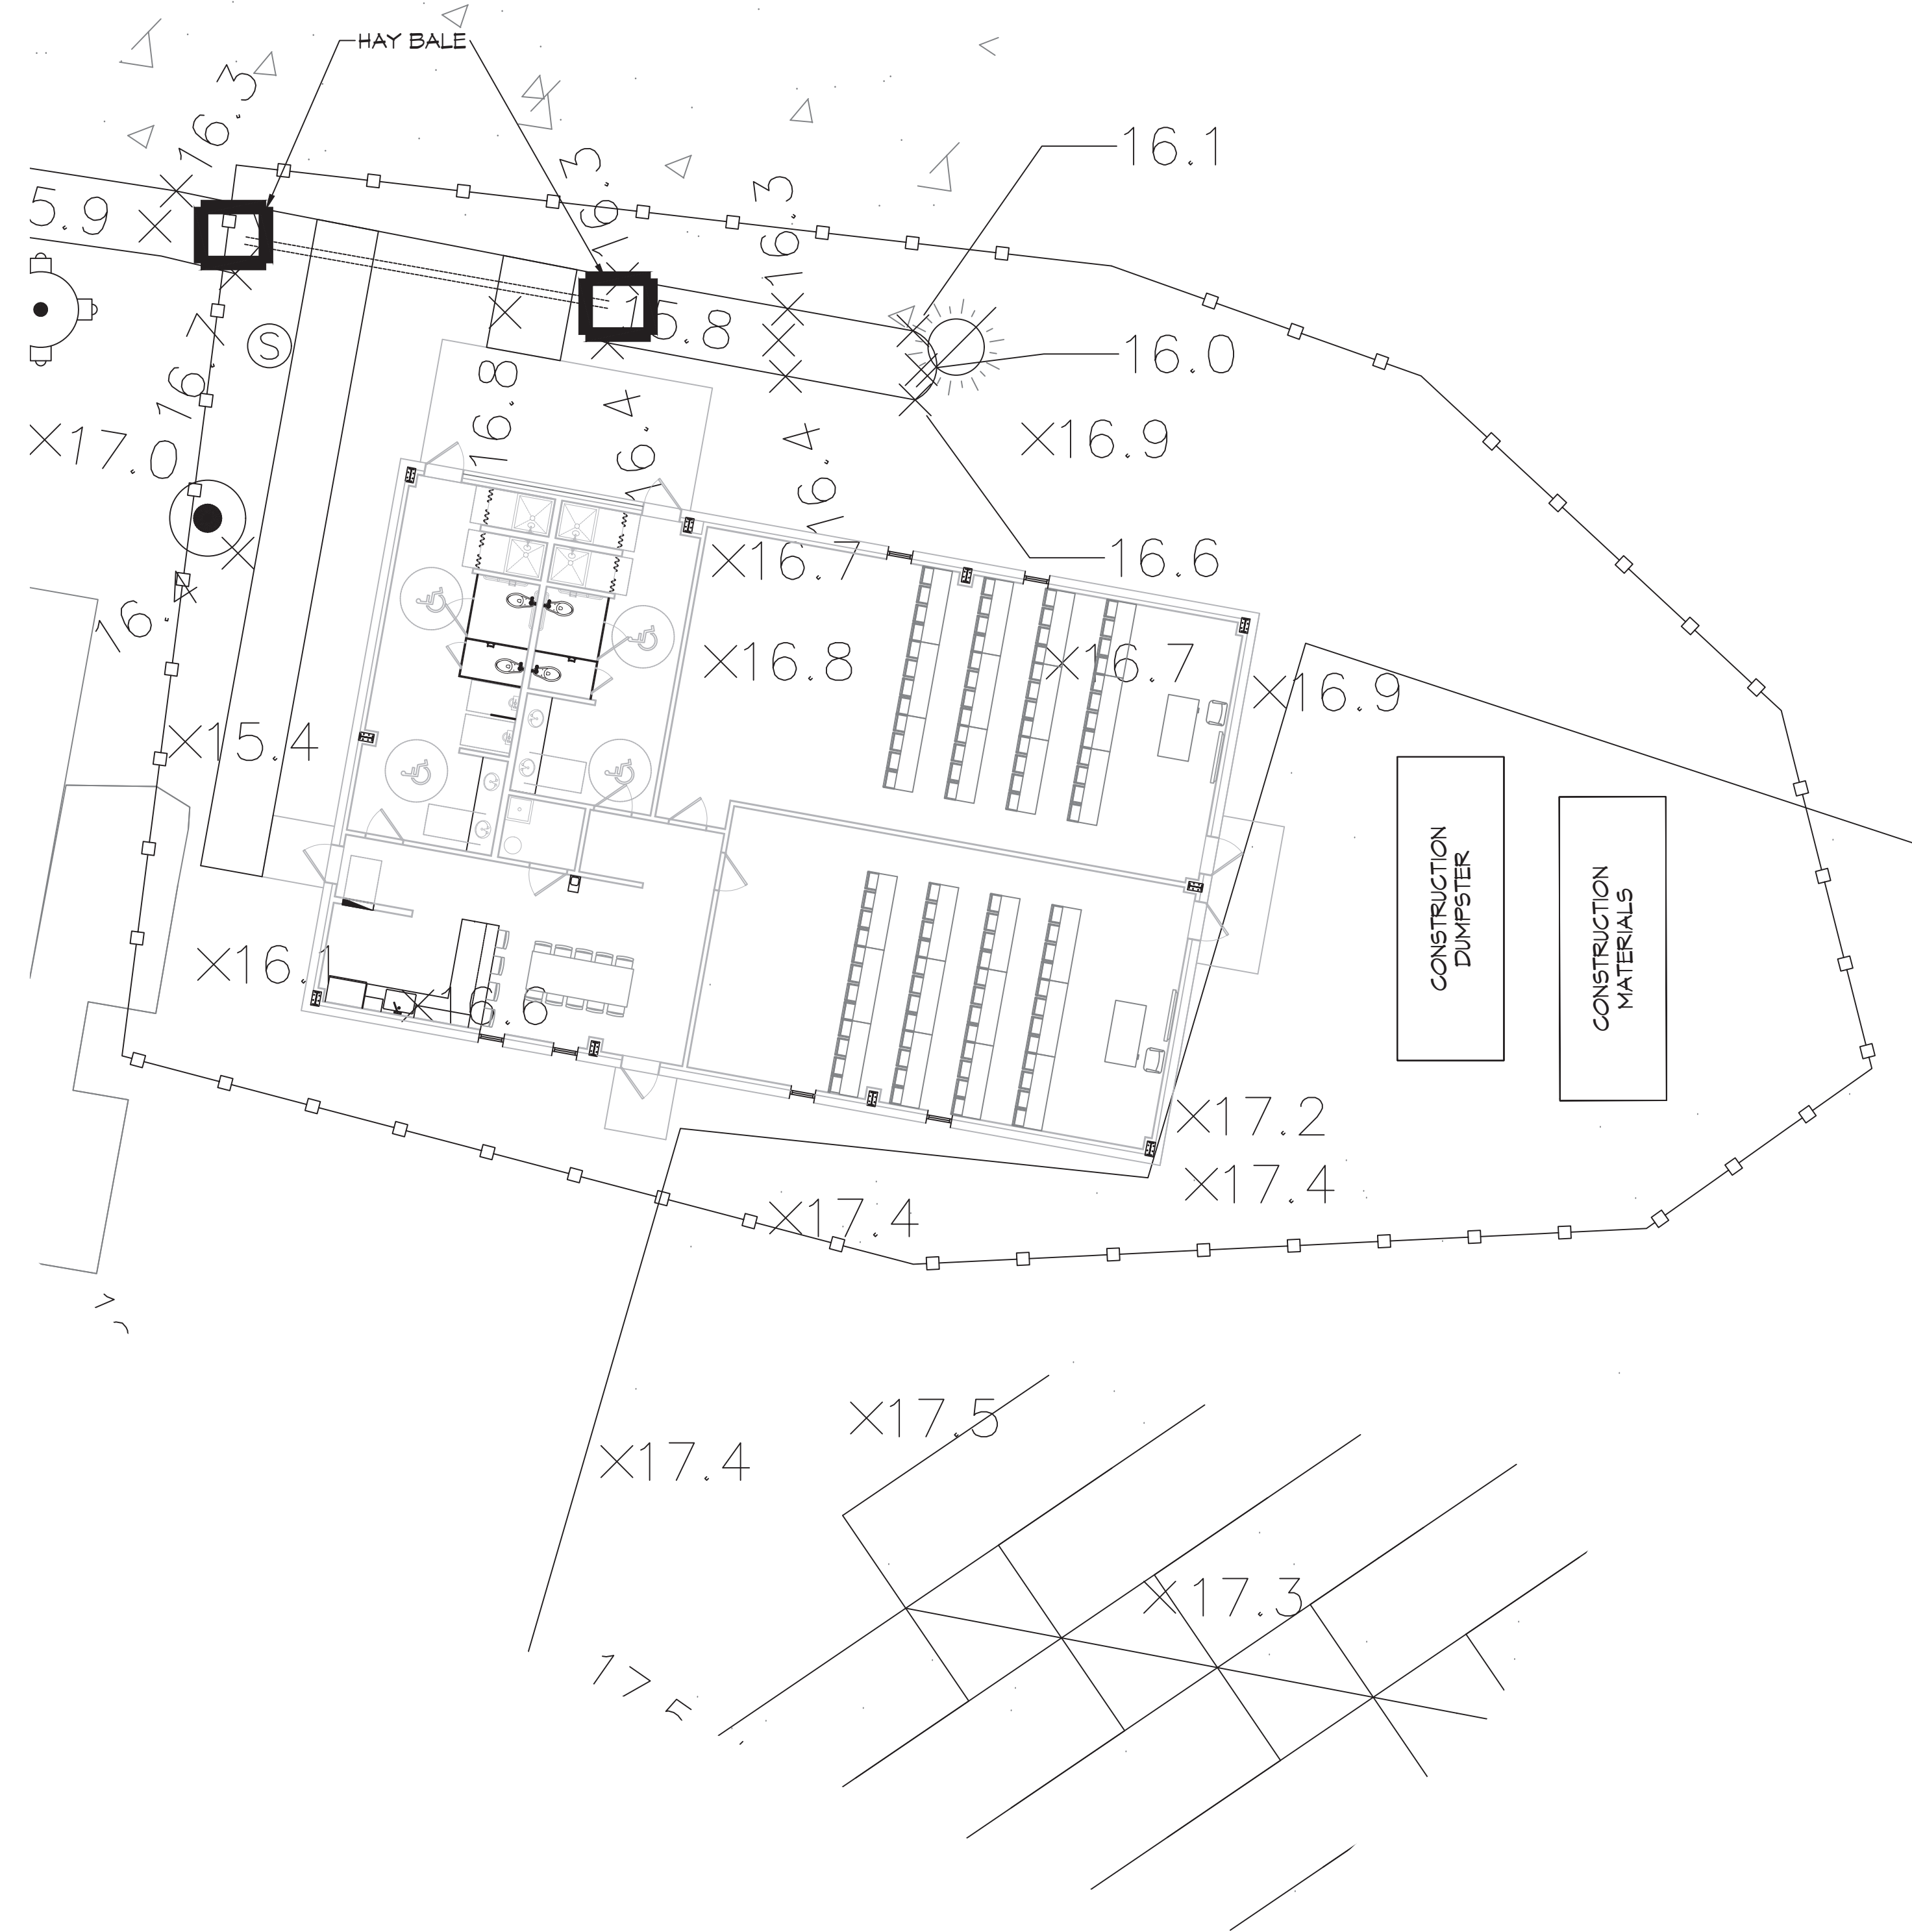 HAY BALE
16.3
16.3
16.3
16.1
5.9
15.8
16.0
16.7
S
16.8
16.4
16.4
X16.9
X17.0
16.6
X16.7
16.4
X16.8
X16.7
X16.9
X15.4
CONSTRUCTION
DUMPSTER
CONSTRUCTION
MATERIALS
X16.1
X16.6
X17.2
X17.4
X17.4
X17.5
X17.4
X17.3